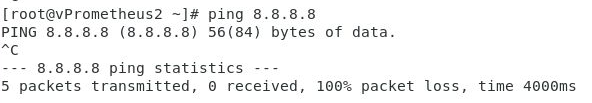 [root@vPrometheus2 ~]# ping 8.8.8.8
PING 8.8.8.8 (8.8.8.8) 56(84) bytes of data.
^C
--- 8.8.8.8 ping statistics ---
5 packets transmitted, 0 received, 100% packet loss, time 4000ms